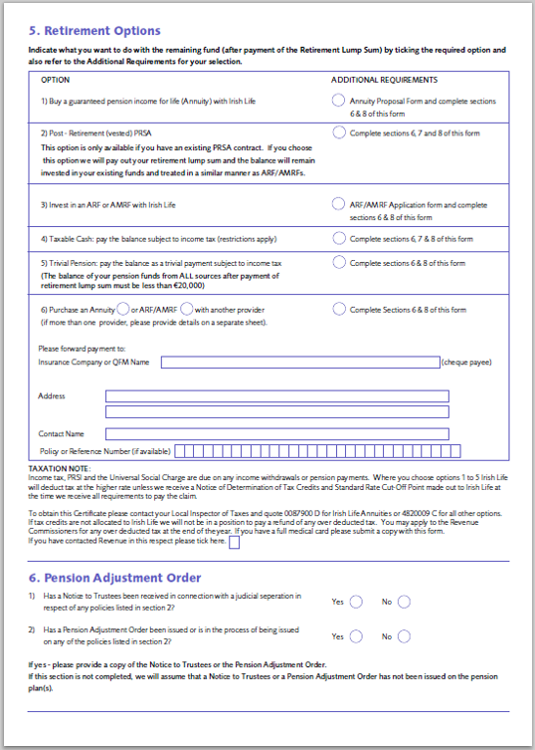 5. Retirement Options
Indicate what you want to do with the remaining fund (after payment of the Retirement Lump Sum) by ticking the required option and
also refer to the Additional Requirements for your selection.
OPTION
ADDITIONAL REQUIREMENTS
1) Buy a guaranteed pension income for life (Annuity) with Irish Life
Annuity Proposal Form and complete sections
6 & 8 of this form
2) Post - Retirement (vested) PRSA
Complete sections 6, 7 and 8 of this form
This option is only available if you have an existing PRSA contract. If you choose
this option we will pay out your retirement lump sum and the balance will remain
invested in your existing funds and treated in a similar manner as ARF/AMRFs.
3) Invest in an ARF or AMRF with Irish Life
ARF/AMRF Application form and complete
sections 6 & 8 of this form
4) Taxable Cash: pay the balance subject to income tax (restrictions apply)
Complete sections 6, 7 & 8 of this form
5) Trivial Pension: pay the balance as a trivial payment subject to income tax
Complete sections 6 & 8 of this form
(The balance of your pension funds from ALL sources after payment of
retirement lump sum must be less than €20,000)
6) Purchase an Annuity or ARF/AMRF with another provider
Complete Sections 6 & 8 of this form
(if more than one provider, please provide details on a separate sheet).
Please forward payment to:
Insurance Company or QFM Name
(cheque payee)
Address
Contact Name
Policy or Reference Number (if available)
TAXATION NOTE:
Income tax, PRSI and the Universal Social Charge are due on any income withdrawals or pension payments. Where you choose options 1 to 5 Irish Life
will deduct tax at the higher rate unless we receive a Notice of Determination of Tax Credits and Standard Rate Cut-Off Point made out to Irish Life at
the time we receive all requirements to pay the claim.
To obtain this Certificate please contact your Local Inspector of Taxes and quote 0087900 D for Irish Life Annuities or 4820009 C for all other options.
If tax credits are not allocated to Irish Life we will not be in a position to pay a refund of any over deducted tax. You may apply to the Revenue
Commissioners for any over deducted tax at the end of the year. If you have a full medical card please submit a copy with this form.
If you have contacted Revenue in this respect please tick here.
6. Pension Adjustment Order
1) Has a Notice to Trustees been received in connection with a judicial seperation in
respect of any policies listed in section 2?
Yes No
2) Has a Pension Adjustment Order been issued or is in the process of being issued
on any of the policies listed in section 2?
Yes No
If yes - please provide a copy of the Notice to Trustees or the Pension Adjustment Order.
If this section is not completed, we will assume that a Notice to Trustees or a Pension Adjustment Order has not been issued on the pension
plan(s).